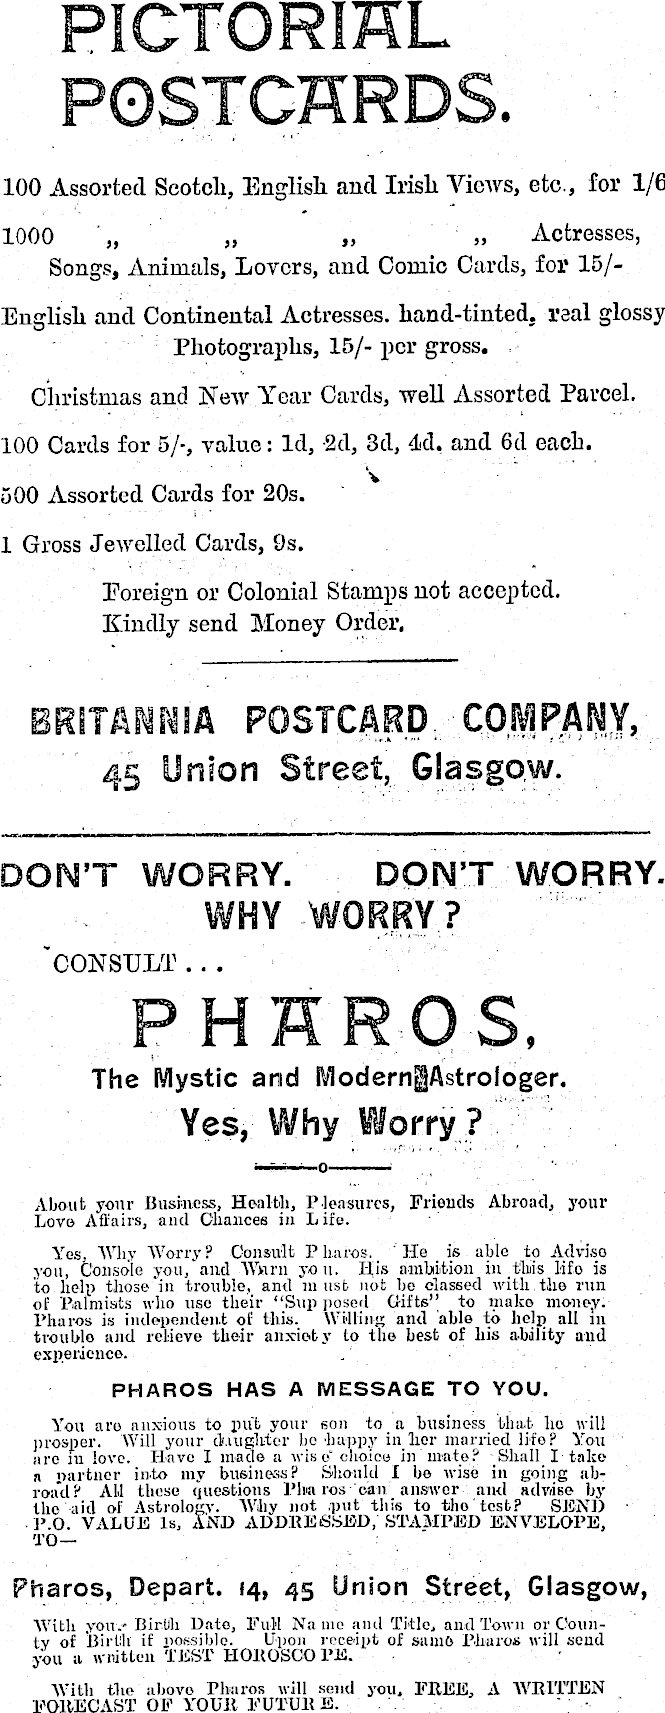 PICTORIAL
POSTCARDS.
100 Assorted Scotch, English and Irish Views, etc., for 1/6
1000 „ „ „ „ Actresses,
Songs, Animals, Lovers, and Comic Cards, for 15/-
English and Continental Actresses. hand-tinted, real glossy
Photographs, 15/- per gross.
Christmas and New Year Cards, well Assorted Parcel.
100 Cards for 5/-, value: 1d, 2d, 3d, 4d. and 6d each.
500 Assorted Cards for 20s.
1 Gross Jewelled Cards, 9s.
Foreign or Colonial Stamps not accepted.
Kindly send Money Order.
BRITANNIA POSTCARD COMPANY,
45 Union Street, Glasgow.
DON'T WORRY. DON'T WORRY.
WHY WORRY?
CONSULT...
PHAROS,
The Mystic and Modern Astrologer.
Yes, Why Worry?
About your Business, Health, Pleasures, Friends Abroad, your
Love Affairs, and Chances in Life.
Yes, Why Worry? Consult Pharos. He is able to Advise
you, Console you, and Warn you. His ambition in this life is
to help those in trouble, and must not be classed with the run
of Palmists who use their "Supposed Gifts" to make money.
Pharos is independent of this. Willing and able to help all in
trouble and relieve their anxiety to the best of his ability and
experience.
PHAROS HAS A MESSAGE TO YOU.
You are anxious to put your son to a business that he will
prosper. Will your daughter be happy in her married life? You
are in love. Have I made a wise choice in mate? Shall I take
a partner into my business? Should I be wise in going ab-
road? All these questions Pharos can answer and advise by
the aid of Astrology. Why not put this to the test? SEND
P.O. VALUE 1s, AND ADDRESSED, STAMPED ENVELOPE,
TO—
Pharos, Depart. 14, 45 Union Street, Glasgow,
With your Birth Date, Full Name and Title, and Town or Coun-
ty of Birth if possible. Upon receipt of same Pharos will send
you a written TEST HOROSCOPE.
With the above Pharos will send you, FREE, A WRITTEN
FORECAST OF YOUR FUTURE.